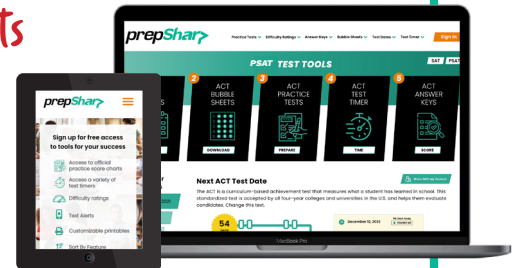 ts
prepSharp
Sign up for free access
to tools for your success
Access to official
practice score charts
Access a variety of
test timers
Difficulty ratings
Test Alerts
Customizable printables
Sort By Feature
prepSharp
Practice Tests
Difficulty Ratings
Answer Keys
Bubble Sheets
Test Dates
Test Timer
Sign In
PSAT TEST TOOLS
SAT
PSAT
S
2
ACT
BUBBLE
SHEETS
DOWNLOAD
3
ACT
PRACTICE
TESTS
PREPARE
4
ACT
TEST
TIMER
TIME
5
ACT
ANSWER
KEYS
SCORE
r
Next ACT Test Date
The ACT is a curriculum-based achievement test that measures what a student has learned in school. This
standardized test is accepted by all four-year colleges and universities in the U.S. and helps them evaluate
candidates. Change this text.
54
December 10, 2022
MacBook Pro